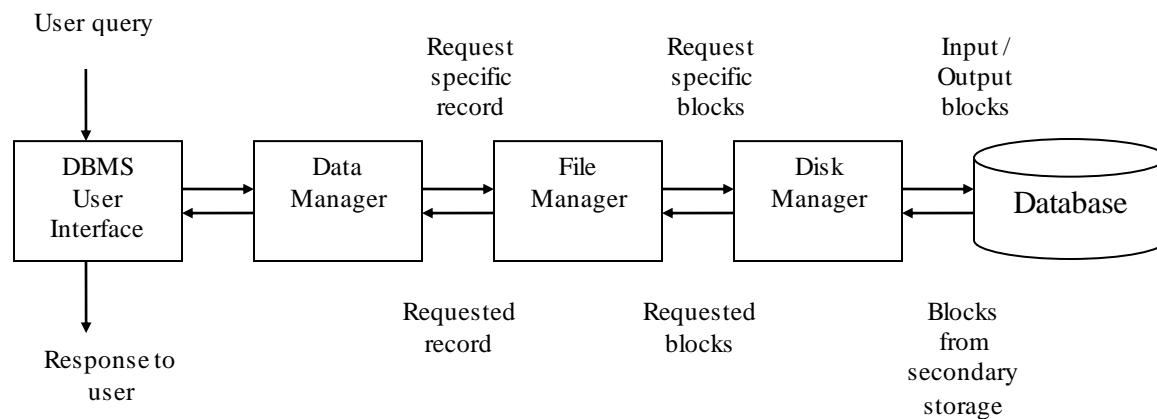 User query
Request
specific
record
Request
specific
blocks
Input /
Output
blocks
DBMS
User
Interface
Data
Manager
File
Manager
Disk
Manager
Database
Requested
record
Requested
blocks
Blocks
from
secondary
storage
Response to
user